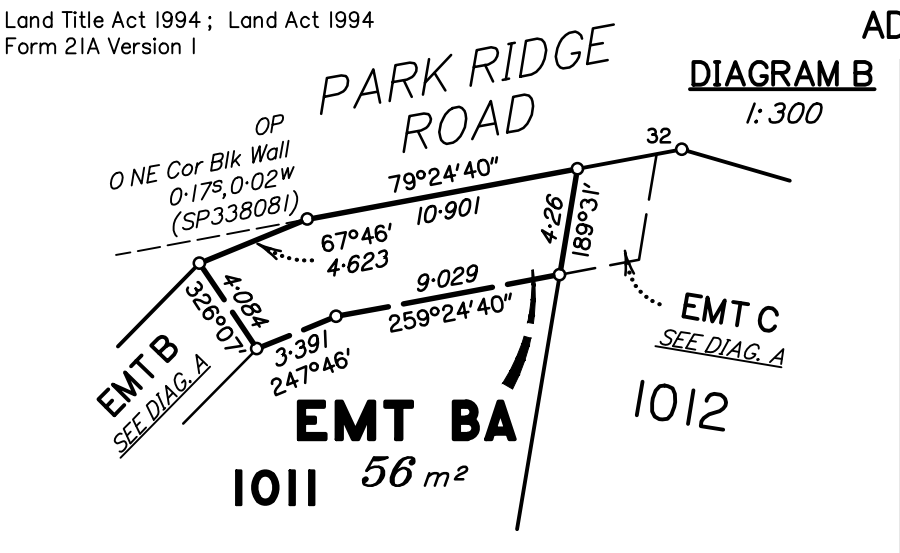 Land Title Act 1994 ; Land Act 1994
Form 21A Version 1
AD
DIAGRAM B
1:300
PARK RIDGE
ROAD
OP
O NE Cor Blk Wall
0·17s,0·02w
(SP338081)
32
79°24'40"
10·901
67°46'
4·623
4·26
189°31'
4·084
326°07'
9·029
259°24'40"
3·391
247°46'
EMT B
SEE DIAG. A
EMT C
SEE DIAG. A
EMT BA
56 m²
1011
1012